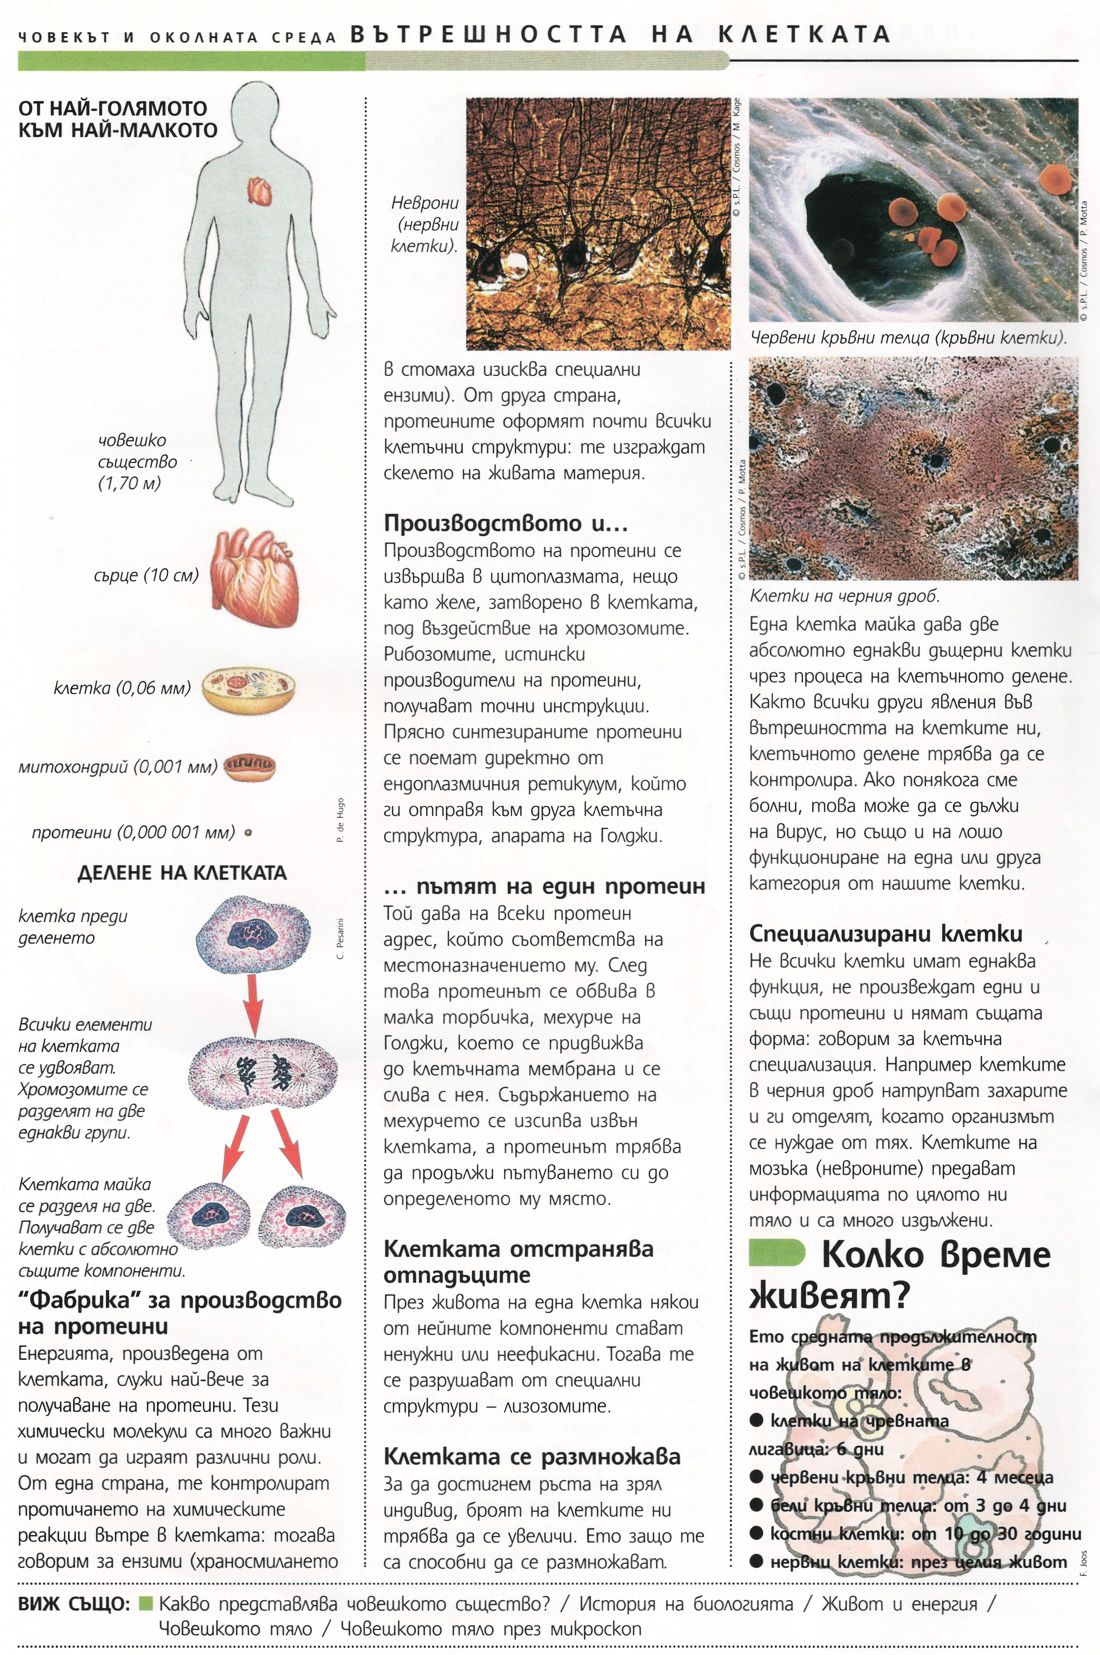 ЧОВЕКЪТ И ОКОЛНАТА СРЕДА ВЪТРЕШНОСТТА НА КЛЕТКАТА
ОТ НАЙ-ГОЛЯМОТО
КЪМ НАЙ-МАЛКОТО
човешко
същество
(1,70 м)
сърце (10 см)
клетка (0,06 мм)
митохондрий (0,001 мм)
протеини (0,000 001 мм)
P. de Hugo
ДЕЛЕНЕ НА КЛЕТКАТА
клетка преди
деленето
C. Pesarini
Всички елементи
на клетката
се удвояват.
Хромозомите се
разделят на две
еднакви групи.
Клетката майка
се разделя на две.
Получават се две
клетки с абсолютно
същите компоненти.
“Фабрика” за производство
на протеини
Енергията, произведена от
клетката, служи най-вече за
получаване на протеини. Тези
химически молекули са много важни
и могат да играят различни роли.
От една страна, те контролират
протичането на химическите
реакции вътре в клетката: тогава
говорим за ензими (храносмилането
Неврони
(нервни
клетки).
© s.P.L. / Cosmos / M. Kage
в стомаха изисква специални
ензими). От друга страна,
протеините оформят почти всички
клетъчни структури: те изграждат
скелето на живата материя.
Производството и...
Производството на протеини се
извършва в цитоплазмата, нещо
като желе, затворено в клетката,
под въздействие на хромозомите.
Рибозомите, истински
производители на протеини,
получават точни инструкции.
Прясно синтезираните протеини
се поемат директно от
ендоплазмичния ретикулум, който
ги отправя към друга клетъчна
структура, апарата на Голджи.
... пътят на един протеин
Той дава на всеки протеин
адрес, който съответства на
местоназначението му. След
това протеинът се обвива в
малка торбичка, мехурче на
Голджи, което се придвижва
до клетъчната мембрана и се
слива с нея. Съдържанието на
мехурчето се изсипва извън
клетката, а протеинът трябва
да продължи пътуването си до
определеното му място.
Клетката отстранява
отпадъците
През живота на една клетка някои
от нейните компоненти стават
ненужни или неефикасни. Тогава те
се разрушават от специални
структури – лизозомите.
Клетката се размножава
За да достигнем ръста на зрял
индивид, броят на клетките ни
трябва да се увеличи. Ето защо те
са способни да се размножават.
© s.P.L. / Cosmos / P. Motta
Червени кръвни телца (кръвни клетки).
© s.P.L. / Cosmos / P. Motta
Клетки на черния дроб.
Една клетка майка дава две
абсолютно еднакви дъщерни клетки
чрез процеса на клетъчното делене.
Както всички други явления във
вътрешността на клетките ни,
клетъчното делене трябва да се
контролира. Ако понякога сме
болни, това може да се дължи
на вирус, но също и на лошо
функциониране на една или друга
категория от нашите клетки.
Специализирани клетки
Не всички клетки имат еднаква
функция, не произвеждат едни и
същи протеини и нямат същата
форма: говорим за клетъчна
специализация. Например клетките
в черния дроб натрупват захарите
и ги отделят, когато организмът
се нуждае от тях. Клетките на
мозъка (невроните) предават
информацията по цялото ни
тяло и са много издължени.
Колко време
живеят?
Ето средната продължителност
на живот на клетките в
човешкото тяло:
● клетки на чревната
лигавица: 6 дни
● червени кръвни телца: 4 месеца
● бели кръвни телца: от 3 до 4 дни
● костни клетки: от 10 до 30 години
● нервни клетки: през целия живот
F. Joos
ВИЖ СЪЩО: ■ Какво представлява човешкото същество? / История на биологията / Живот и енергия /
Човешкото тяло / Човешкото тяло през микроскоп